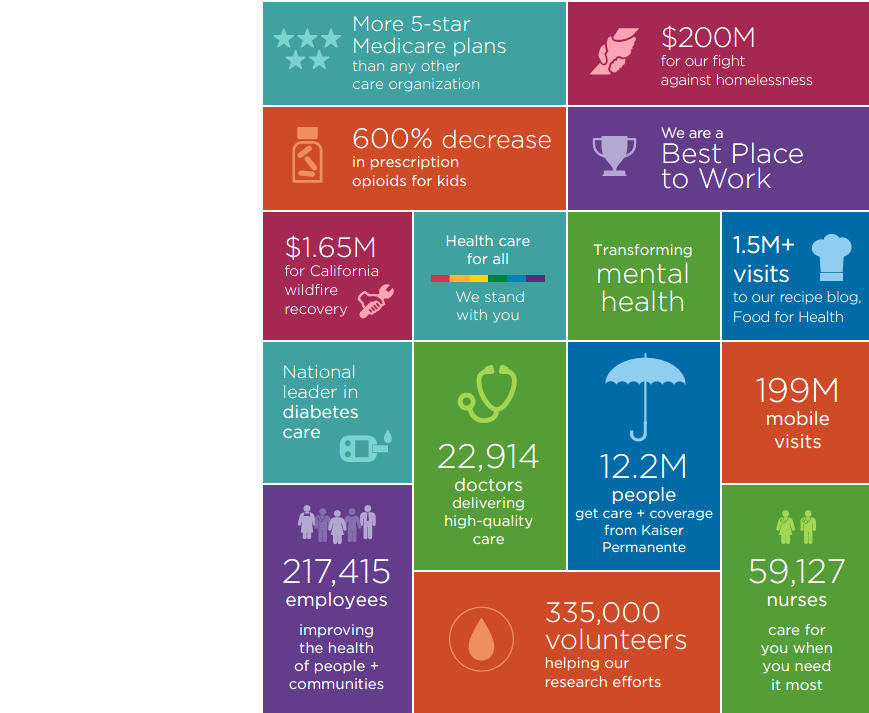 More 5-star
Medicare plans
than any other
care organization
$200M
for our fight
against homelessness
600% decrease
in prescription
opioids for kids
We are a
Best Place
to Work
$1.65M
for California
wildfire
recovery
Health care
for all
We stand
with you
Transforming
mental
health
1.5M+
visits
to our recipe blog,
Food for Health
National
leader in
diabetes
care
22,914
doctors
delivering
high-quality
care
12.2M
people
get care + coverage
from Kaiser
Permanente
199M
mobile
visits
217,415
employees
improving
the health
of people +
communities
335,000
volunteers
helping our
research efforts
59,127
nurses
care for
you when
you need
it most